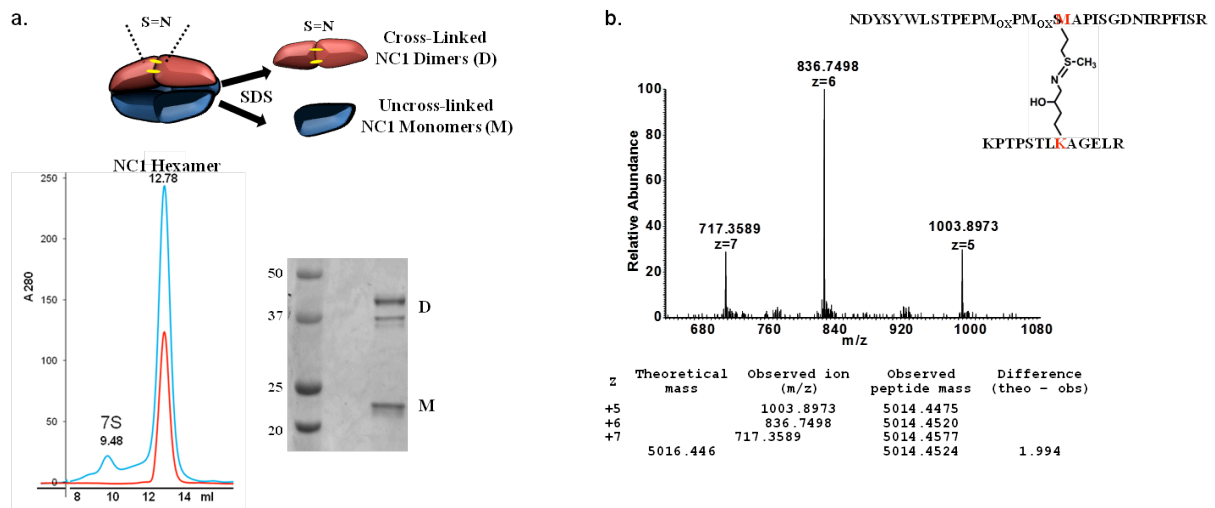 a.
S=N
S=N
Cross-Linked
NC1 Dimers (D)
SDS
Uncross-linked
NC1 Monomers (M)
NC1 Hexamer
12.78
250
200
150
100
50
0
A 280
7S
9.48
8 10 12 14 ml
50
37
25
20
D
M
b.
NDYSYWLSTPEPMOXPMOXSMAPISGDNIRPFISR
S-CH3
N
HO
KPTPSTLKAGELR
836.7498
z=6
717.3589
z=7
1003.8973
z=5
100
80
60
40
20
0
Relative Abundance
680 760 840 920 1000 1080
m/z
z Theoretical mass Observed ion (m/z) Observed peptide mass Difference (theo - obs)
+5 1003.8973 5014.4475
+6 836.7498 5014.4520
+7 717.3589 5014.4577
5016.446 5014.4524 1.994